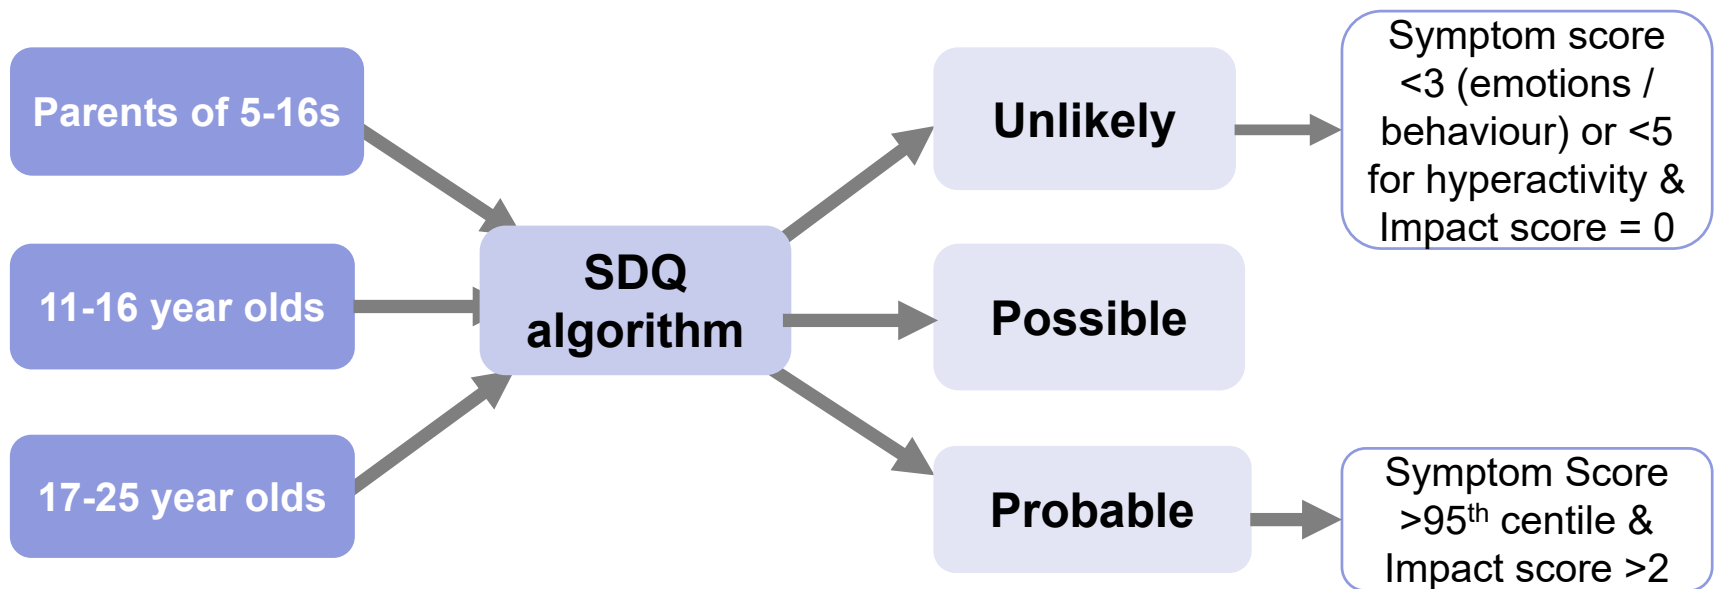 Parents of 5-16s
11-16 year olds
17-25 year olds
SDQ
algorithm
Unlikely
Possible
Probable
Symptom score
<3 (emotions /
behaviour) or <5
for hyperactivity &
Impact score = 0
Symptom Score
>95th centile &
Impact score >2